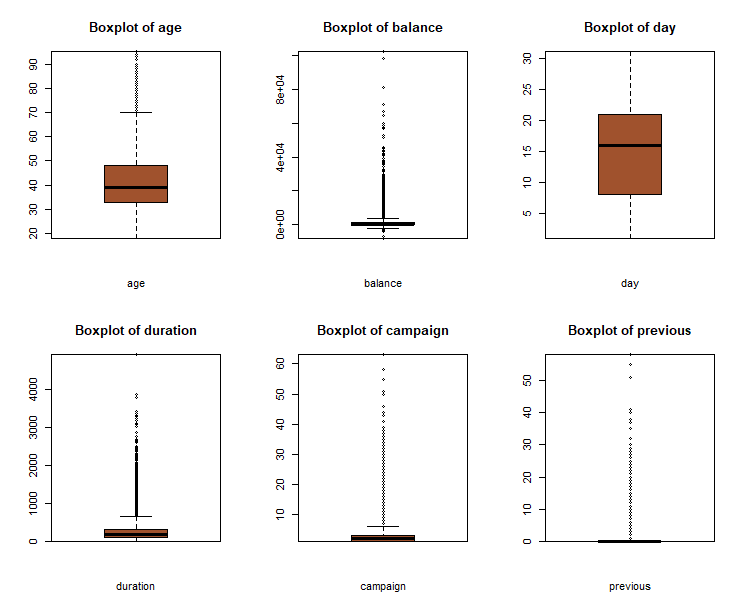 Boxplot of age
20 30 40 50 60 70 80 90
age
Boxplot of balance
0e+00 4e+04 8e+04
balance
Boxplot of day
5 10 15 20 25 30
day
Boxplot of duration
0 1000 2000 3000 4000
duration
Boxplot of campaign
10 20 30 40 50 60
campaign
Boxplot of previous
0 10 20 30 40 50
previous